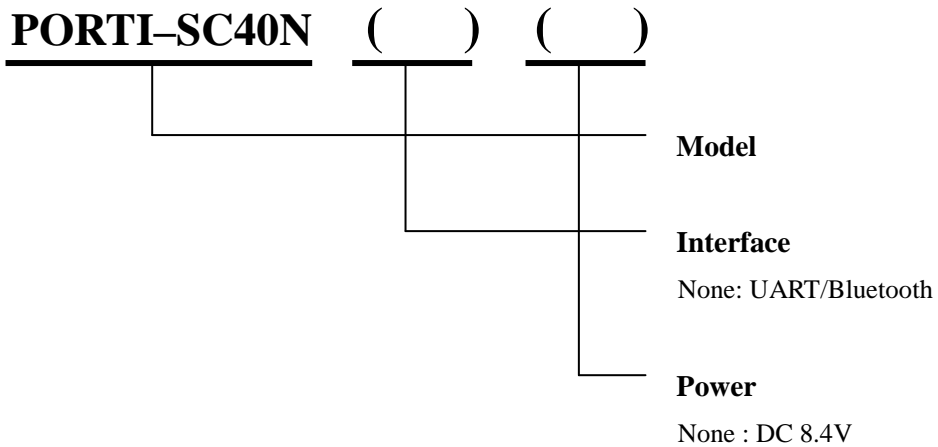 PORTI–SC40N ( ) ( )
Model
Interface
None: UART/Bluetooth
Power
None : DC 8.4V